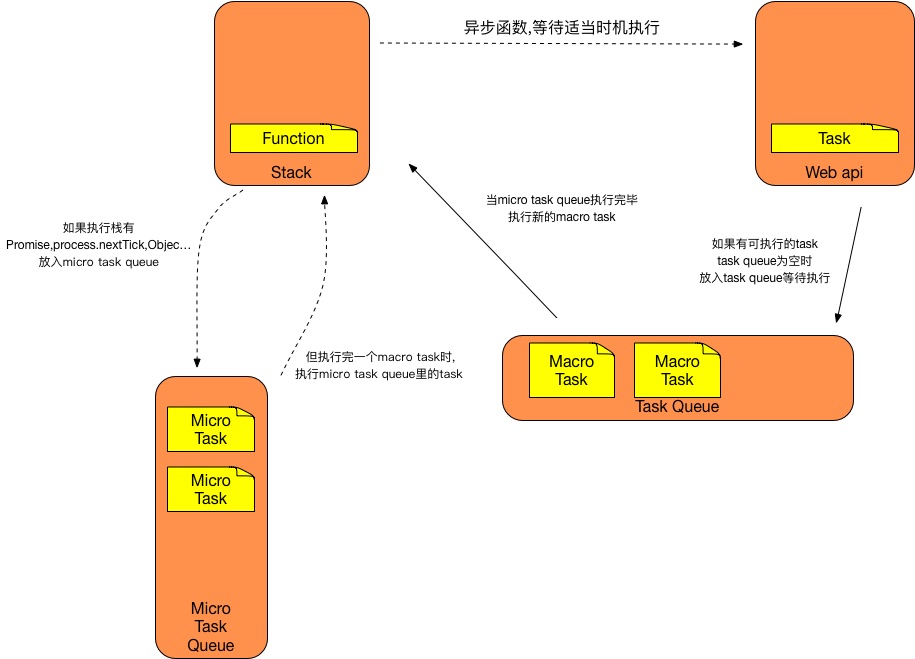 异步函数,等待适当时机执行
Function
Stack
Task
Web api
如果执行栈有
Promise,process.nextTick,Objec...
放入micro task queue
当micro task queue执行完毕
执行新的macro task
如果有可执行的task
task queue为空时
放入task queue等待执行
但执行完一个macro task时,
执行micro task queue里的task
Macro
Task
Macro
Task
Task Queue
Micro
Task
Micro
Task
Micro
Task
Queue